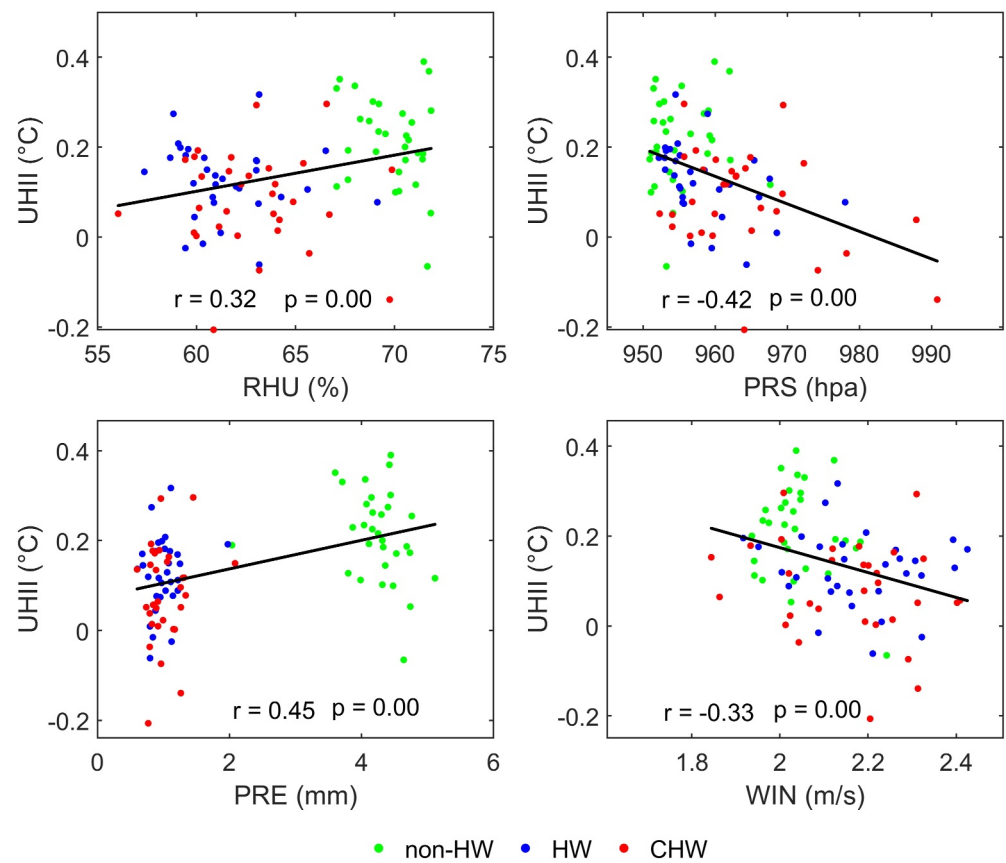 0.4
0.2
0
-0.2
UHII (°C)
r = 0.32 p = 0.00
55 60 65 70 75
RHU (%)
0.4
0.2
0
-0.2
UHII (°C)
r = -0.42 p = 0.00
950 960 970 980 990
PRS (hpa)
0.4
0.2
0
-0.2
UHII (°C)
r = 0.45 p = 0.00
0 2 4 6
PRE (mm)
0.4
0.2
0
-0.2
UHII (°C)
r = -0.33 p = 0.00
1.8 2 2.2 2.4
WIN (m/s)
non-HW HW CHW